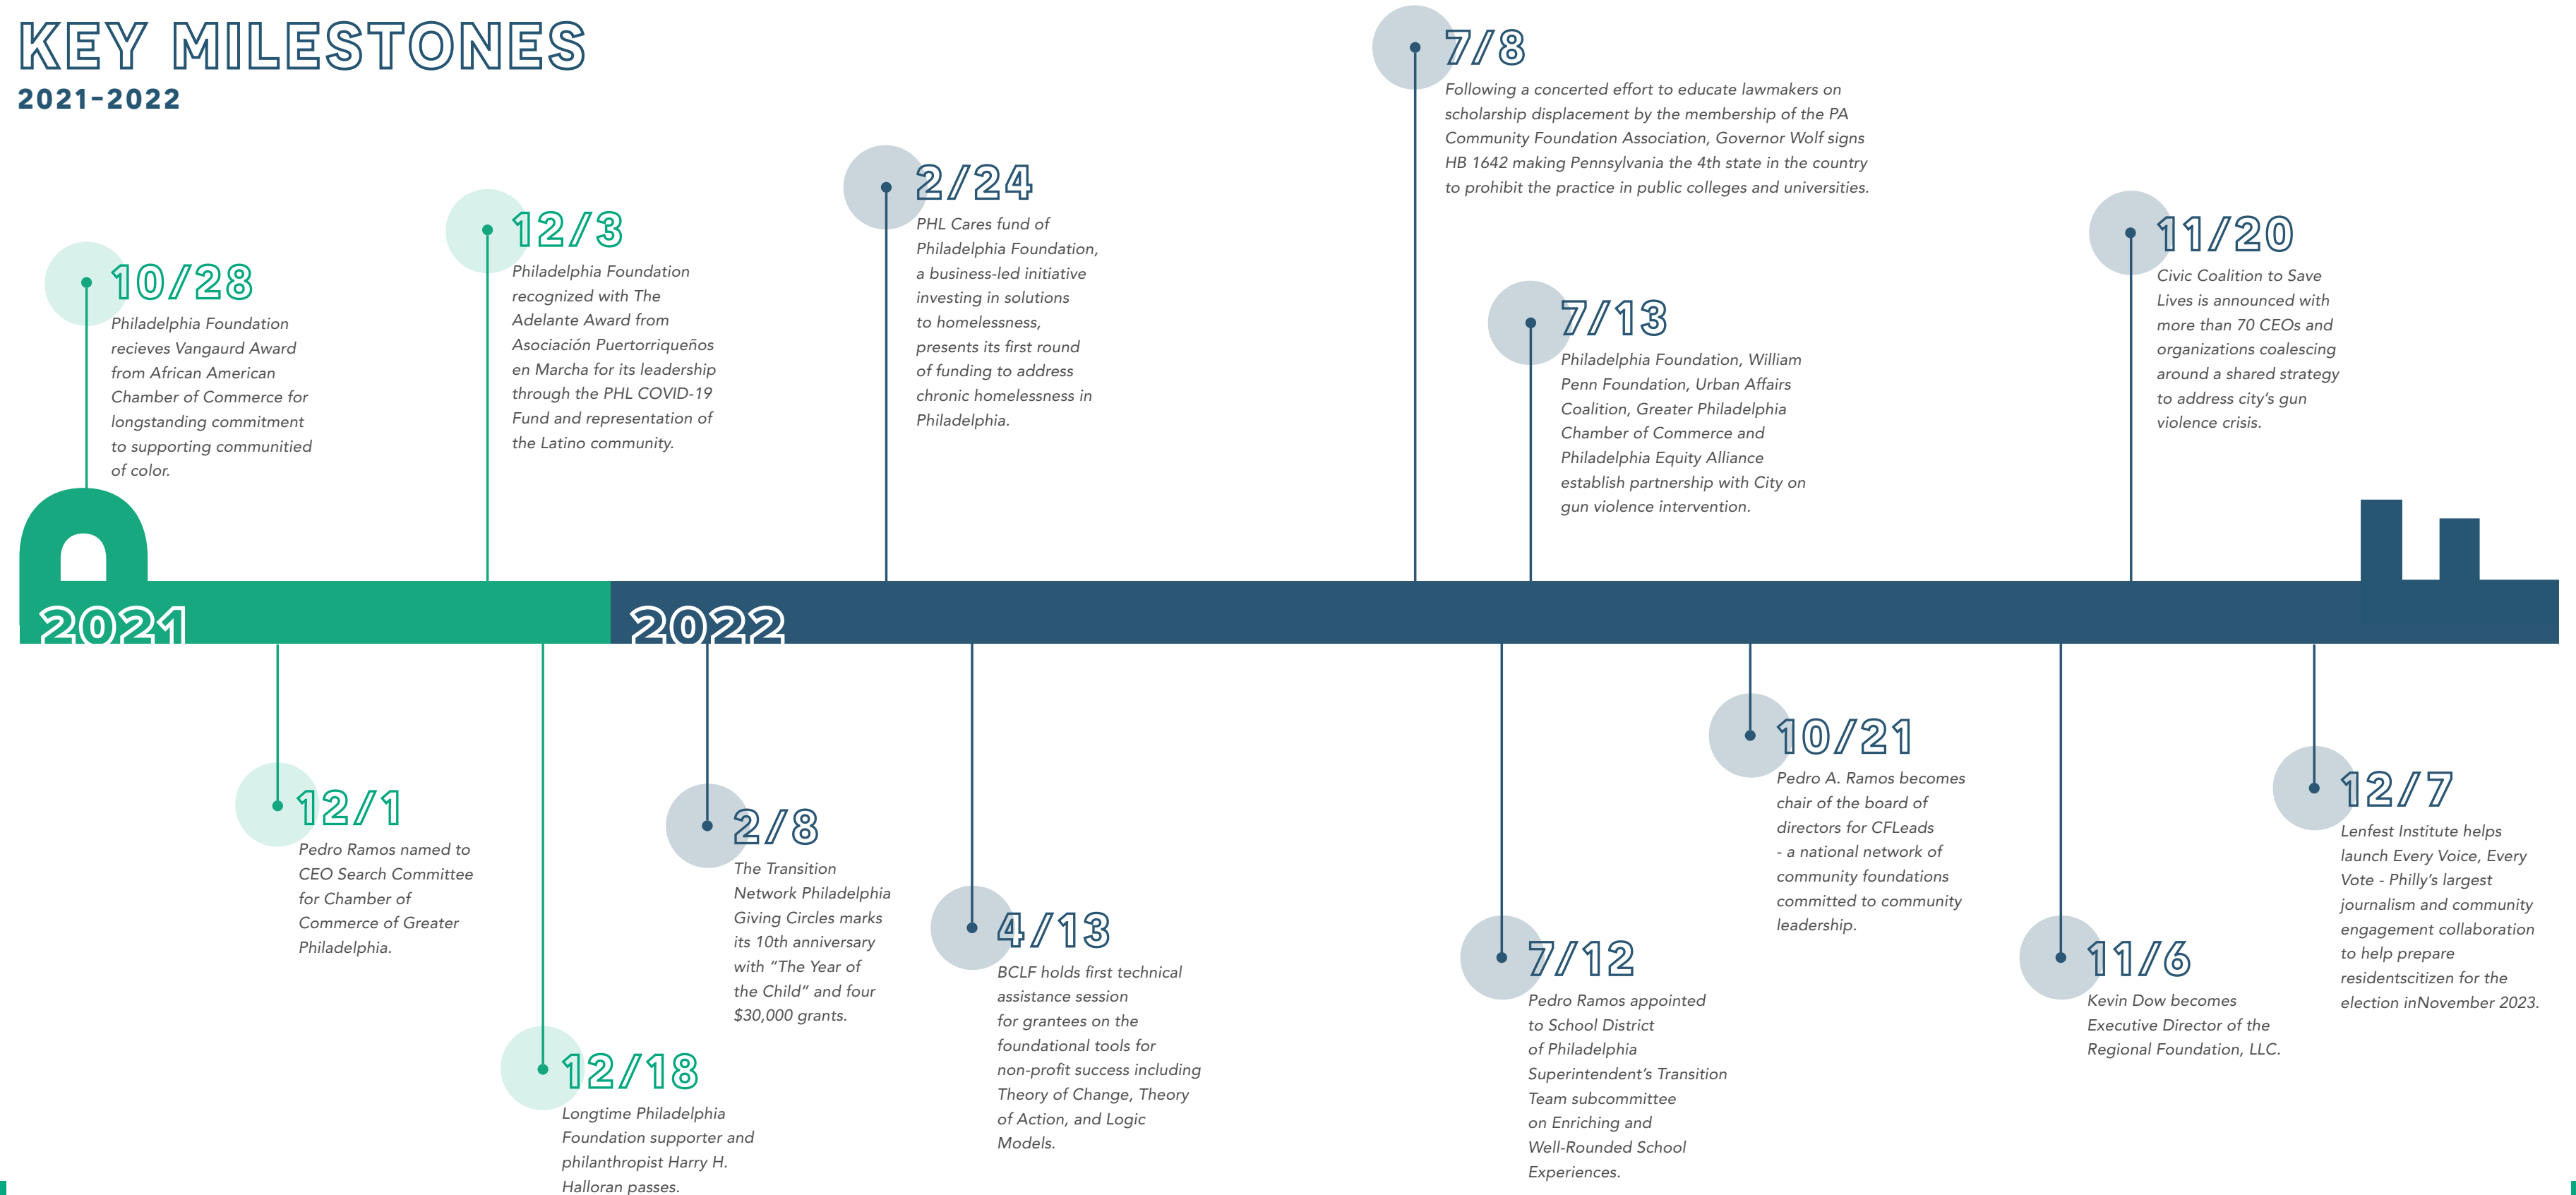 KEY MILESTONES
2021-2022
10/28
Philadelphia Foundation
recieves Vangaurd Award
from African American
Chamber of Commerce for
longstanding commitment
to supporting communitied
of color.
12/3
Philadelphia Foundation
recognized with The
Adelante Award from
Asociación Puertorriqueños
en Marcha for its leadership
through the PHL COVID-19
Fund and representation of
the Latino community.
2/24
PHL Cares fund of
Philadelphia Foundation,
a business-led initiative
investing in solutions
to homelessness,
presents its first round
of funding to address
chronic homelessness in
Philadelphia.
7/8
Following a concerted effort to educate lawmakers on
scholarship displacement by the membership of the PA
Community Foundation Association, Governor Wolf signs
HB 1642 making Pennsylvania the 4th state in the country
to prohibit the practice in public colleges and universities.
7/13
Philadelphia Foundation, William
Penn Foundation, Urban Affairs
Coalition, Greater Philadelphia
Chamber of Commerce and
Philadelphia Equity Alliance
establish partnership with City on
gun violence intervention.
11/20
Civic Coalition to Save
Lives is announced with
more than 70 CEOs and
organizations coalescing
around a shared strategy
to address city's gun
violence crisis.
2021
2022
12/1
Pedro Ramos named to
CEO Search Committee
for Chamber of
Commerce of Greater
Philadelphia.
12/18
Longtime Philadelphia
Foundation supporter and
philanthropist Harry H.
Halloran passes.
2/8
The Transition
Network Philadelphia
Giving Circles marks
its 10th anniversary
with “The Year of
the Child” and four
$30,000 grants.
4/13
BCLF holds first technical
assistance session
for grantees on the
foundational tools for
non-profit success including
Theory of Change, Theory
of Action, and Logic
Models.
7/12
Pedro Ramos appointed
to School District
of Philadelphia
Superintendent's Transition
Team subcommittee
on Enriching and
Well-Rounded School
Experiences.
10/21
Pedro A. Ramos becomes
chair of the board of
directors for CFLeads
- a national network of
community foundations
committed to community
leadership.
11/6
Kevin Dow becomes
Executive Director of the
Regional Foundation, LLC.
12/7
Lenfest Institute helps
launch Every Voice, Every
Vote - Philly's largest
journalism and community
engagement collaboration
to help prepare
residentscitizen for the
election inNovember 2023.